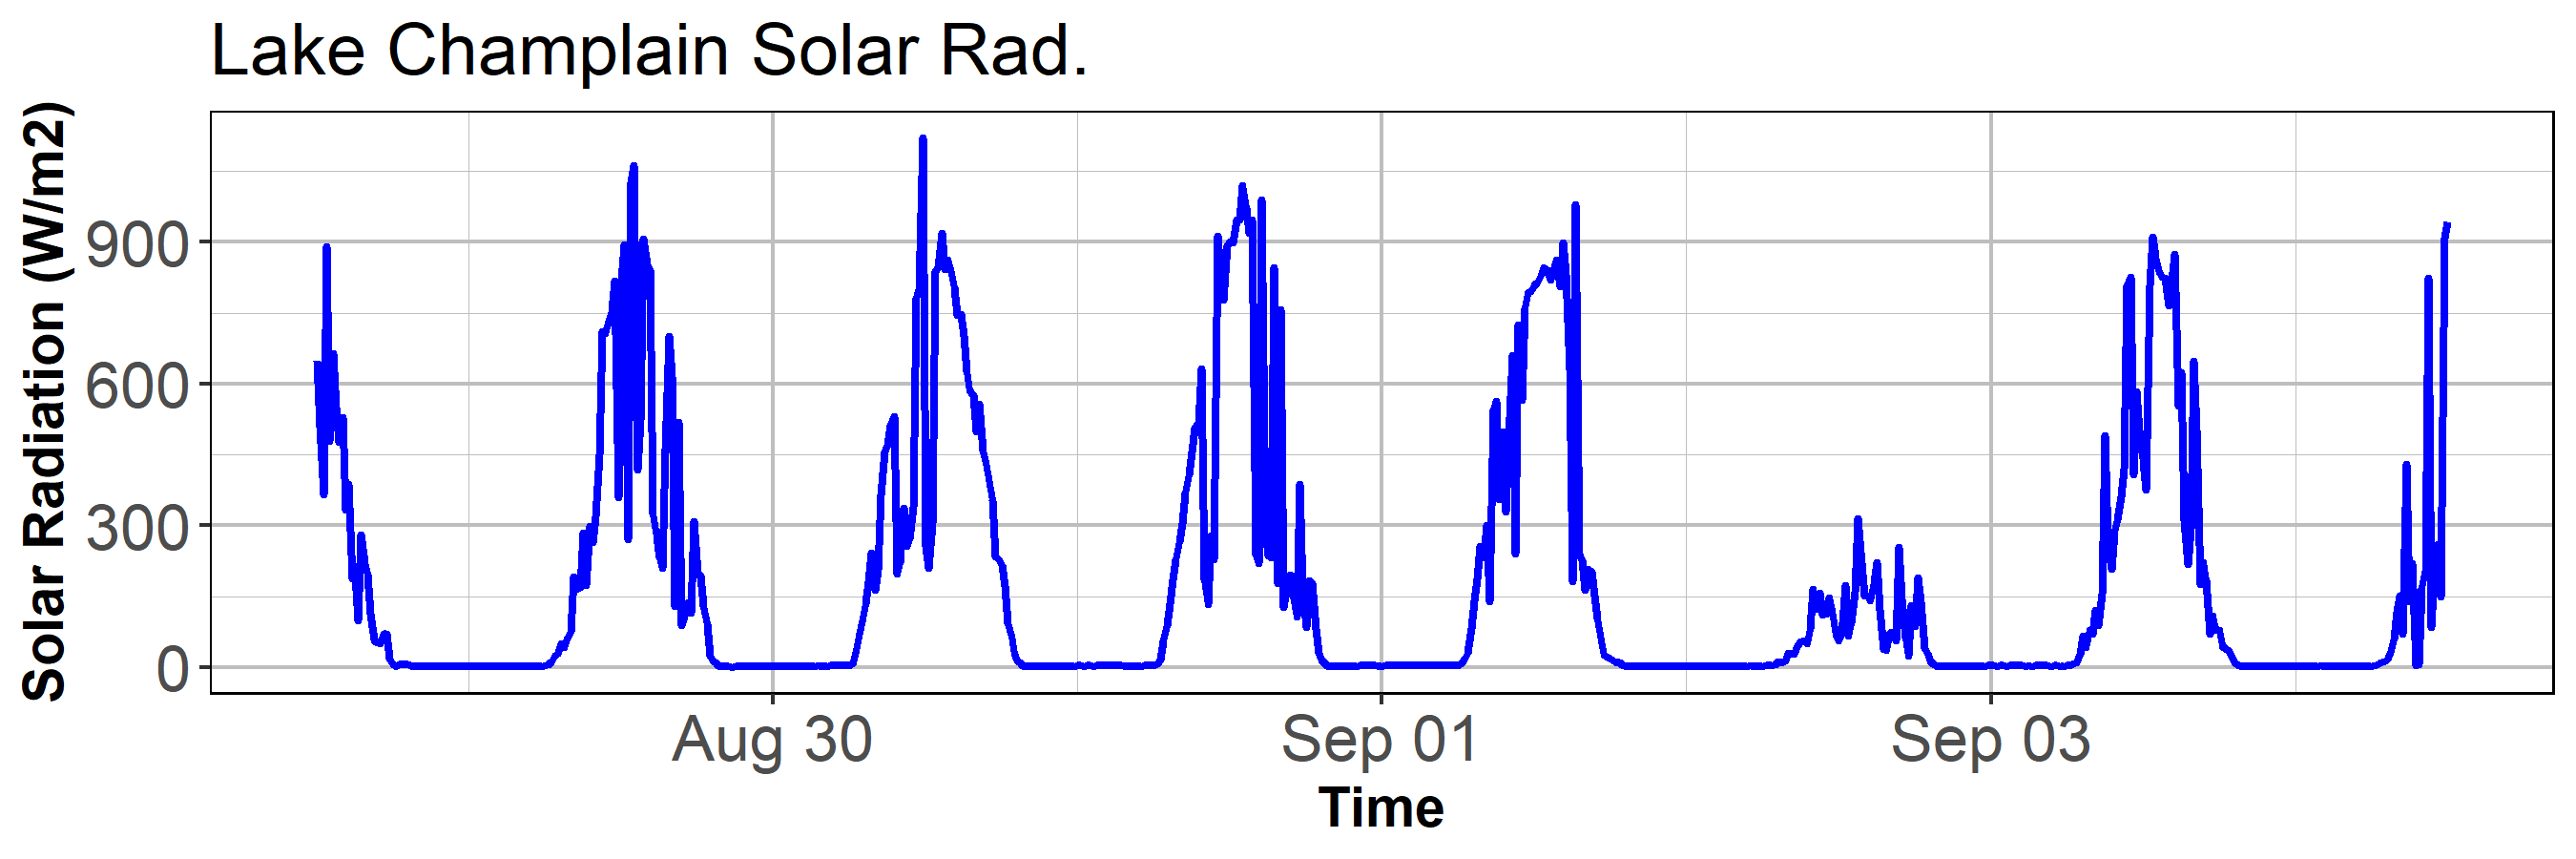 Lake Champlain Solar Rad.
Solar Radiation (W/m2)
900
600
300
0
Aug 30
Sep 01
Sep 03
Time